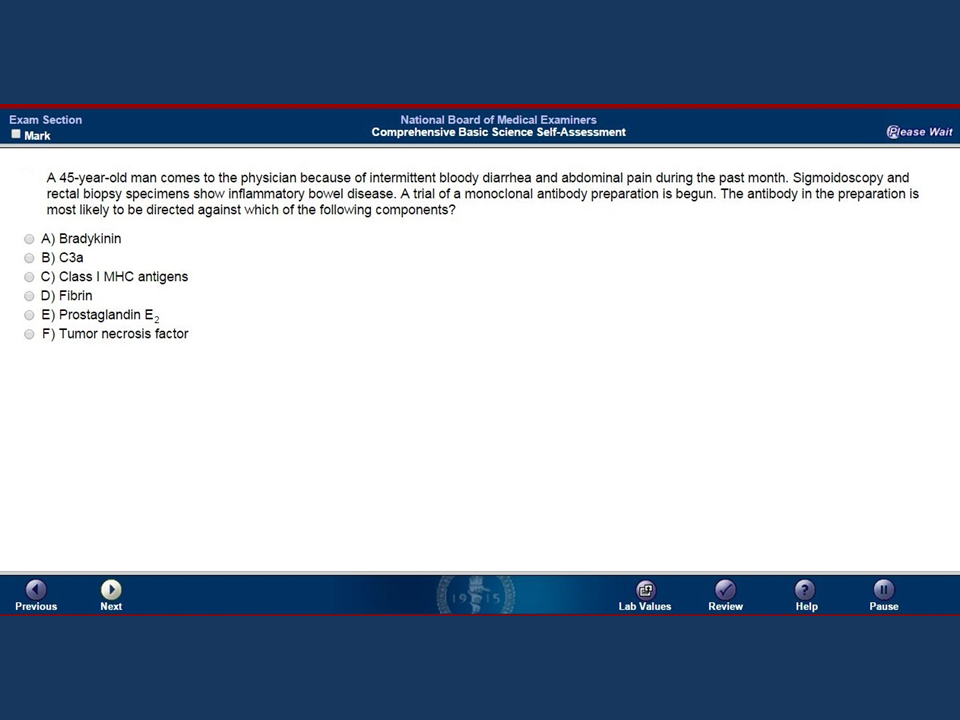 Exam Section
Mark
National Board of Medical Examiners
Comprehensive Basic Science Self-Assessment
Please Wait
A 45-year-old man comes to the physician because of intermittent bloody diarrhea and abdominal pain during the past month. Sigmoidoscopy and
rectal biopsy specimens show inflammatory bowel disease. A trial of a monoclonal antibody preparation is begun. The antibody in the preparation is
most likely to be directed against which of the following components?
A) Bradykinin
B) C3a
C) Class I MHC antigens
D) Fibrin
E) Prostaglandin E2
F) Tumor necrosis factor
1915
Previous
Next
Lab Values
Review
Help
Pause